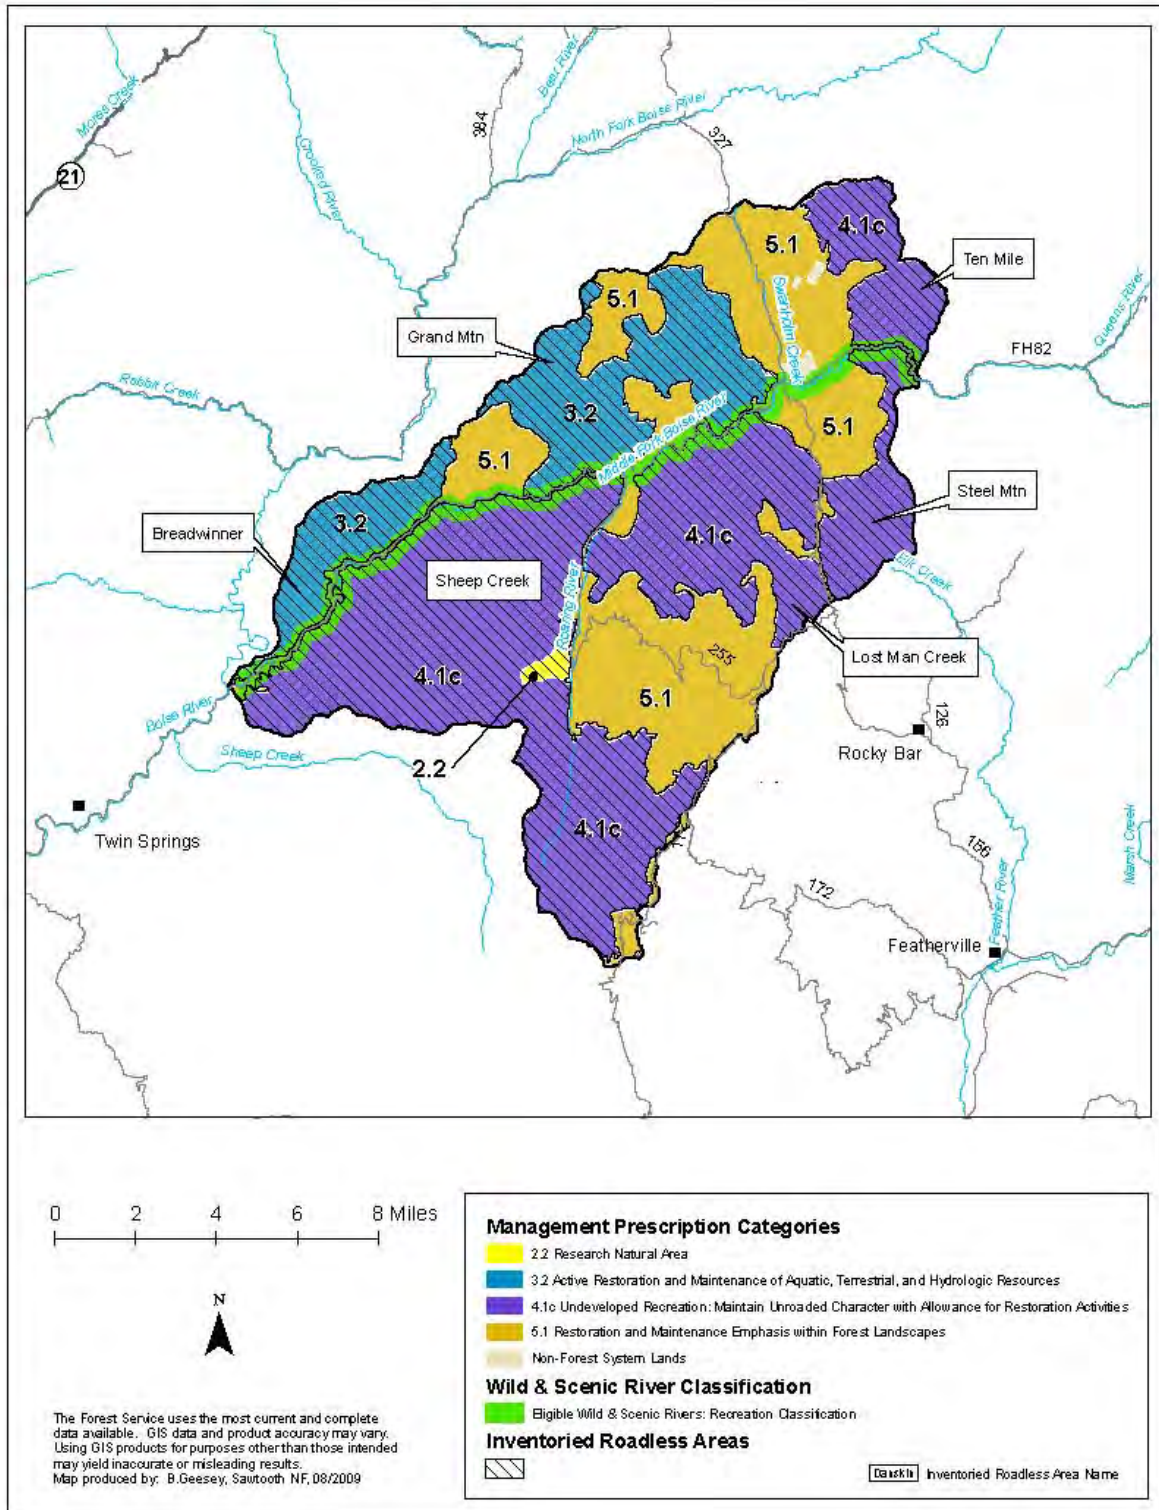 Mores Creek
21
Crooked River
384
Bear River
North Fork Boise River
327
4.1c
5.1
Ten Mile
5.1
Swanholm Creek
Queens River
Grand Mtn
FH82
Rabbit Creek
3.2
Middle Fork Boise River
5.1
5.1
Steel Mtn
3.2
4.1c
Breadwinner
Elk Creek
Sheep Creek
Roaring River
255
Lost Man Creek
4.1c
5.1
Boise River
126
Sheep Creek
Rocky Bar
2.2
Twin Springs
4.1c
156
Marsh Creek
172
Feather River
Featherville
0 2 4 6 8 Miles
N
The Forest Service uses the most current and complete
data available. GIS data and product accuracy may vary.
Using GIS products for purposes other than those intended
may yield inaccurate or misleading results.
Map produced by: B.Geesey, Sawtooth NF, 08/2009
Management Prescription Categories
2.2 Research Natural Area
3.2 Active Restoration and Maintenance of Aquatic, Terrestrial, and Hydrologic Resources
4.1c Undeveloped Recreation: Maintain Unroaded Character with Allowance for Restoration Activities
5.1 Restoration and Maintenance Emphasis within Forest Landscapes
Non-Forest System Lands
Wild & Scenic River Classification
Eligible Wild & Scenic Rivers: Recreation Classification
Inventoried Roadless Areas
Danskin Inventoried Roadless Area Name